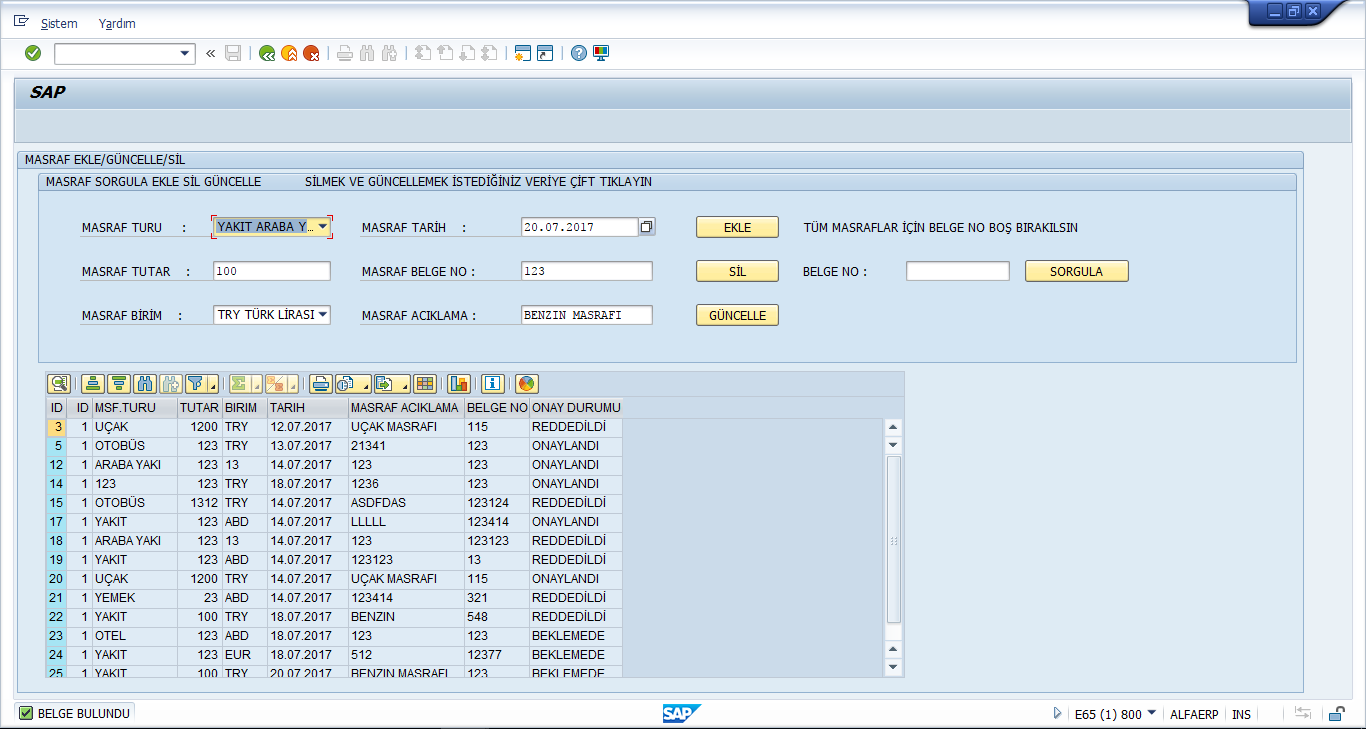 Sistem Yardım
SAP
MASRAF EKLE/GÜNCELLE/SİL
MASRAF SORGULA EKLE SİL GÜNCELLE SİLMEK VE GÜNCELLEMEK İSTEDİĞİNİZ VERİYE ÇİFT TIKLAYIN
MASRAF TURU : YAKIT ARABA Y... MASRAF TARİH : 20.07.2017 EKLE TÜM MASRAFLAR İÇİN BELGE NO BOŞ BIRAKILSIN
MASRAF TUTAR : 100 MASRAF BELGE NO : 123 SİL BELGE NO : SORGULA
MASRAF BİRİM : TRY TÜRK LİRASI MASRAF ACIKLAMA : BENZIN MASRAFI GÜNCELLE
ID ID MSF.TURU TUTAR BIRIM TARIH MASRAF ACIKLAMA BELGE NO ONAY DURUMU
3 1 UÇAK 1200 TRY 12.07.2017 UÇAK MASRAFI 115 REDDEDİLDİ
5 1 OTOBÜS 123 TRY 13.07.2017 21341 123 ONAYLANDI
12 1 ARABA YAKI 123 13 14.07.2017 123 123 ONAYLANDI
14 1 123 123 TRY 18.07.2017 1236 123 ONAYLANDI
15 1 OTOBÜS 1312 TRY 14.07.2017 ASDFDAS 123124 REDDEDİLDİ
17 1 YAKIT 123 ABD 14.07.2017 LLLLL 123414 ONAYLANDI
18 1 ARABA YAKI 123 13 14.07.2017 123 123123 REDDEDİLDİ
19 1 YAKIT 123 ABD 14.07.2017 123123 13 REDDEDİLDİ
20 1 UÇAK 1200 TRY 14.07.2017 UÇAK MASRAFI 115 ONAYLANDI
21 1 YEMEK 23 ABD 14.07.2017 123414 321 REDDEDİLDİ
22 1 YAKIT 100 TRY 18.07.2017 BENZIN 548 REDDEDİLDİ
23 1 OTEL 123 ABD 18.07.2017 123 123 BEKLEMEDE
24 1 YAKIT 123 EUR 18.07.2017 512 12377 BEKLEMEDE
25 1 YAKIT 100 TRY 20.07.2017 BENZIN MASRAFI 123 BEKLEMEDE
BELGE BULUNDU SAP E65 (1) 800 ALFAERP INS